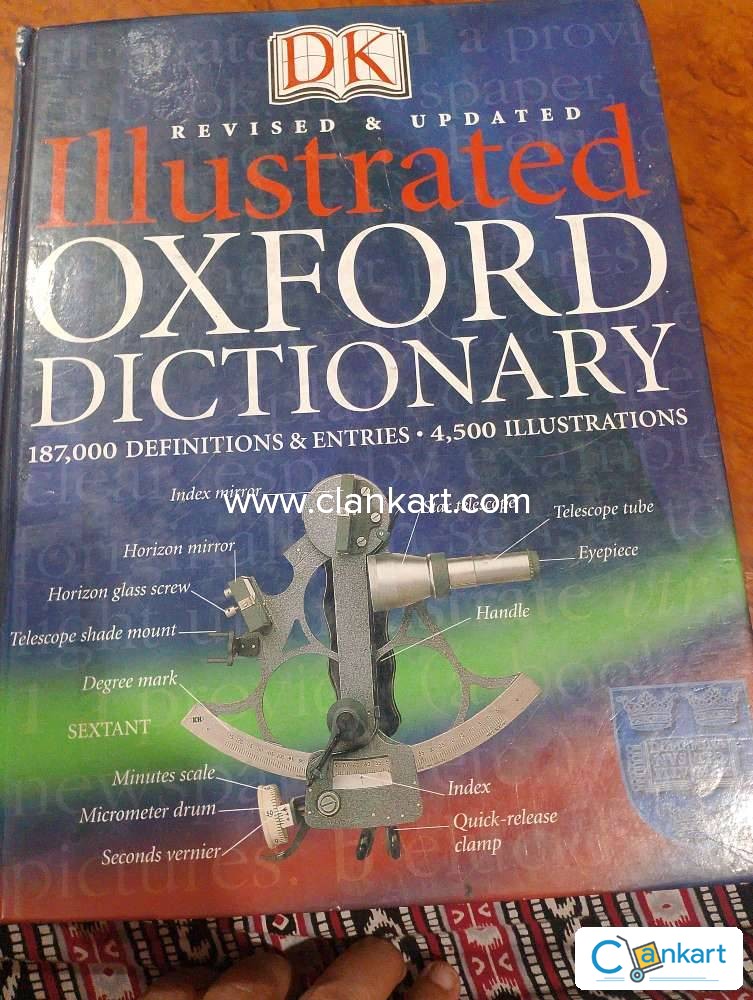 DK
REVISED & UPDATED
Illustrated
OXFORD
DICTIONARY
187,000 DEFINITIONS & ENTRIES • 4,500 ILLUSTRATIONS
Index mirror
www.clankart.com
Star telescope
Telescope tube
Horizon mirror
Eyepiece
Horizon glass screw
Handle
Telescope shade mount
Degree mark
SEXTANT
Minutes scale
Index
Micrometer drum
Quick-release
clamp
Seconds vernier
Clankart